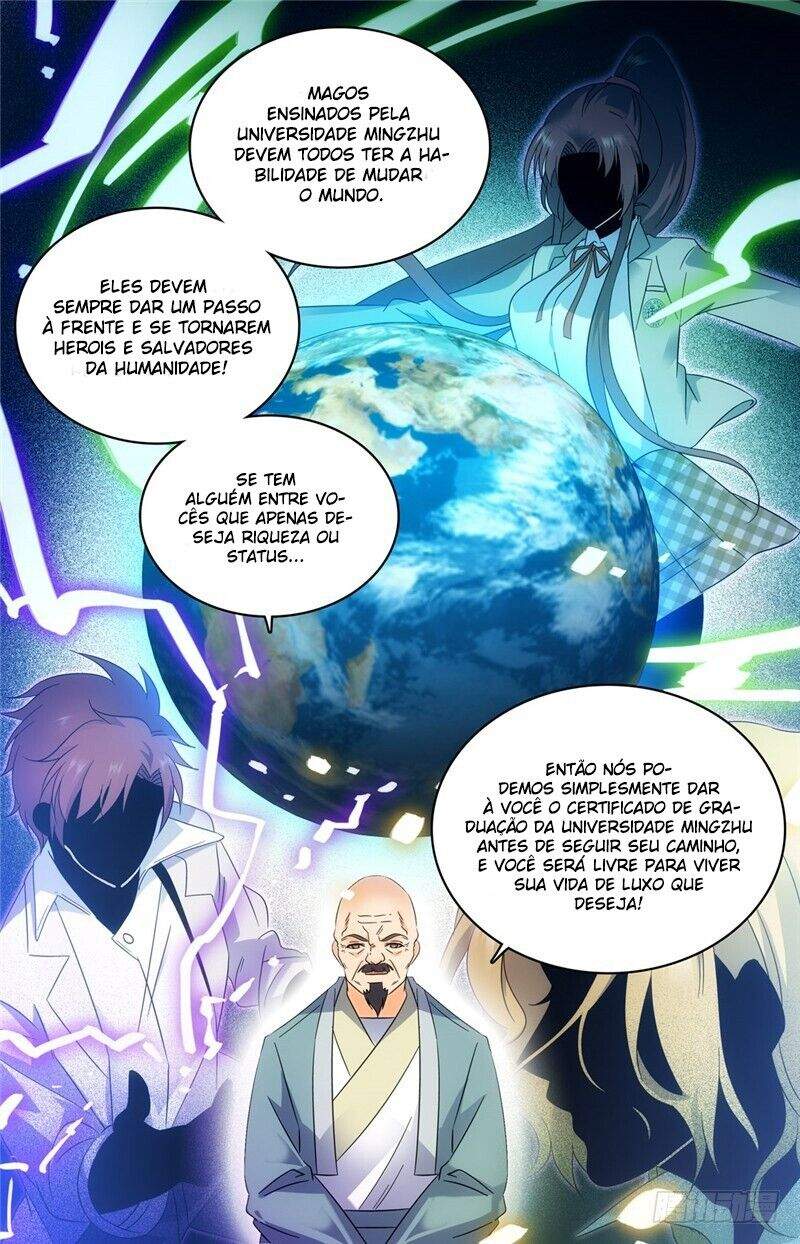 MAGOS
ENSINADOS PELA
UNIVERSIDADE MINGZHU
DEVEM TODOS TER A HA-
BILIDADE DE MUDAR
O MUNDO.
ELES DEVEM
SEMPRE DAR UM PASSO
À FRENTE E SE TORNAREM
HEROIS E SALVADORES
DA HUMANIDADE!
SE TEM
ALGUÉM ENTRE VO-
CÊS QUE APENAS DE-
SEJA RIQUEZA OU
STATUS...
ENTÃO NÓS PO-
DEMOS SIMPLESMENTE DAR
À VOCÊ O CERTIFICADO DE GRA-
DUAÇÃO DA UNIVERSIDADE MINGZHU
ANTES DE SEGUIR SEU CAMINHO,
E VOCÊ SERÁ LIVRE PARA VIVER
SUA VIDA DE LUXO QUE
DESEJA!